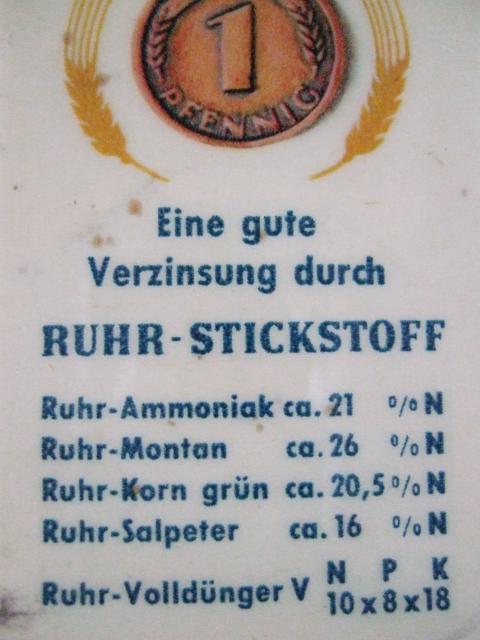 1
PFENNIG
Eine gute
Verzinsung durch
RUHR-STICKSTOFF
Ruhr-Ammoniak ca. 21 % N
Ruhr-Montan ca. 26 % N
Ruhr-Korn grün ca. 20,5 % N
Ruhr-Salpeter ca. 16 % N
N P K
Ruhr-Volldünger V 10x8x18